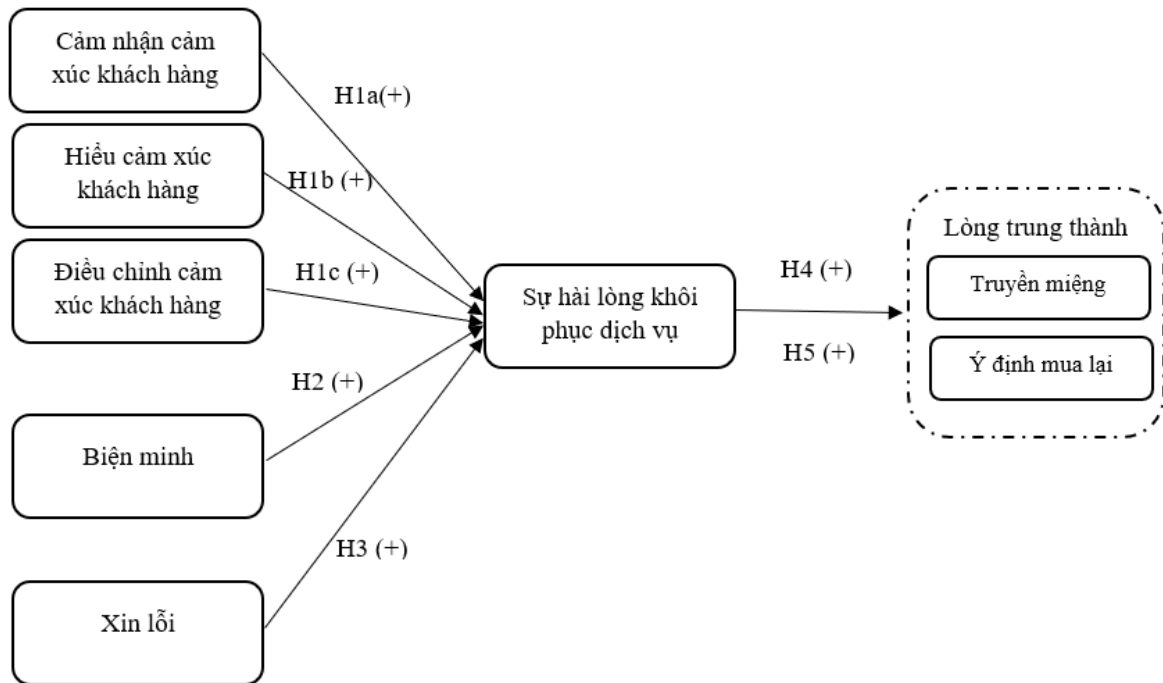 Cảm nhận cảm
xúc khách hàng
H1a(+)
Hiểu cảm xúc
khách hàng
H1b (+)
Điều chỉnh cảm
xúc khách hàng
H1c (+)
H2 (+)
Biện minh
H3 (+)
Xin lỗi
Sự hài lòng khôi
phục dịch vụ
H4 (+)
H5 (+)
Lòng trung thành
Truyền miệng
Ý định mua lại